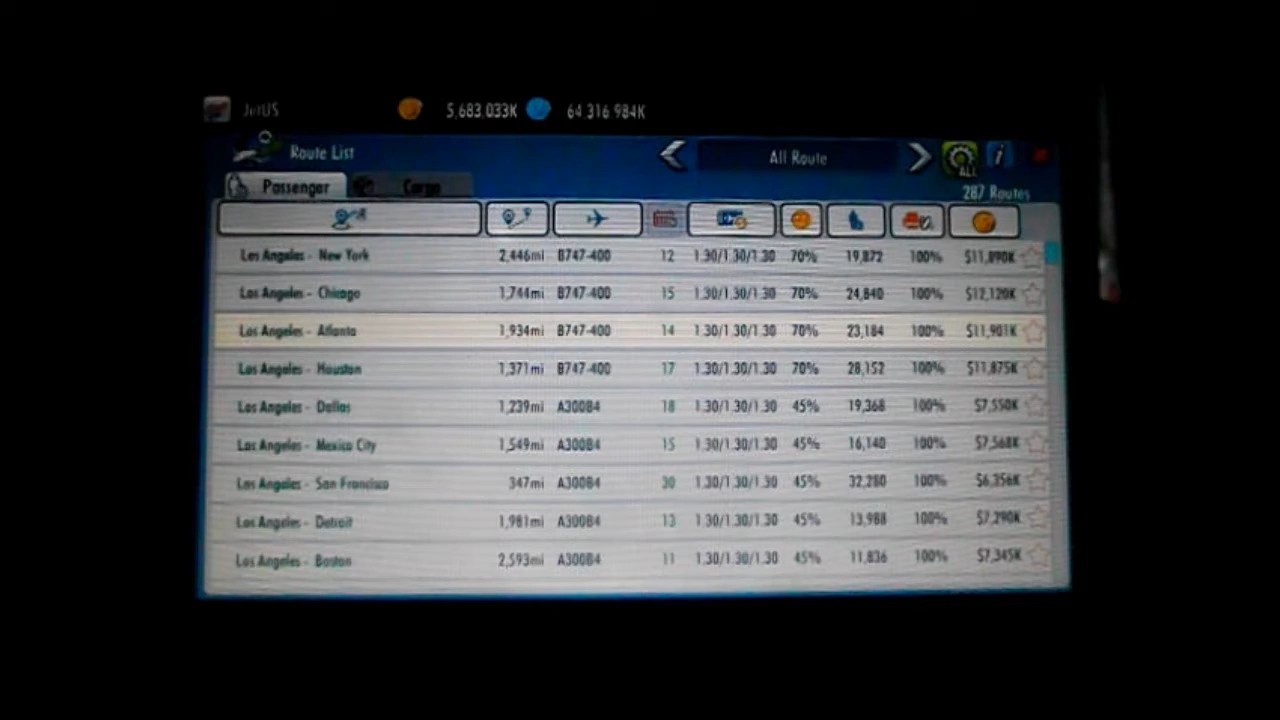 JetUS 5,683,033K 64,316,984K
Route List All Route i ALL
Passenger Cargo 287 Routes
Los Angeles - New York 2,446mi B747-400 12 1.30/1.30/1.30 70% 19,872 100% $11,890K
Los Angeles - Chicago 1,744mi B747-400 15 1.30/1.30/1.30 70% 24,840 100% $12,120K
Los Angeles - Atlanta 1,934mi B747-400 14 1.30/1.30/1.30 70% 23,184 100% $11,901K
Los Angeles - Houston 1,371mi B747-400 17 1.30/1.30/1.30 70% 28,152 100% $11,875K
Los Angeles - Dallas 1,239mi A300B4 18 1.30/1.30/1.30 45% 19,368 100% $7,550K
Los Angeles - Mexico City 1,549mi A300B4 15 1.30/1.30/1.30 45% 16,140 100% $7,568K
Los Angeles - San Francisco 347mi A300B4 30 1.30/1.30/1.30 45% 32,280 100% $6,356K
Los Angeles - Detroit 1,981mi A300B4 13 1.30/1.30/1.30 45% 13,988 100% $7,290K
Los Angeles - Boston 2,593mi A300B4 11 1.30/1.30/1.30 45% 11,836 100% $7,345K